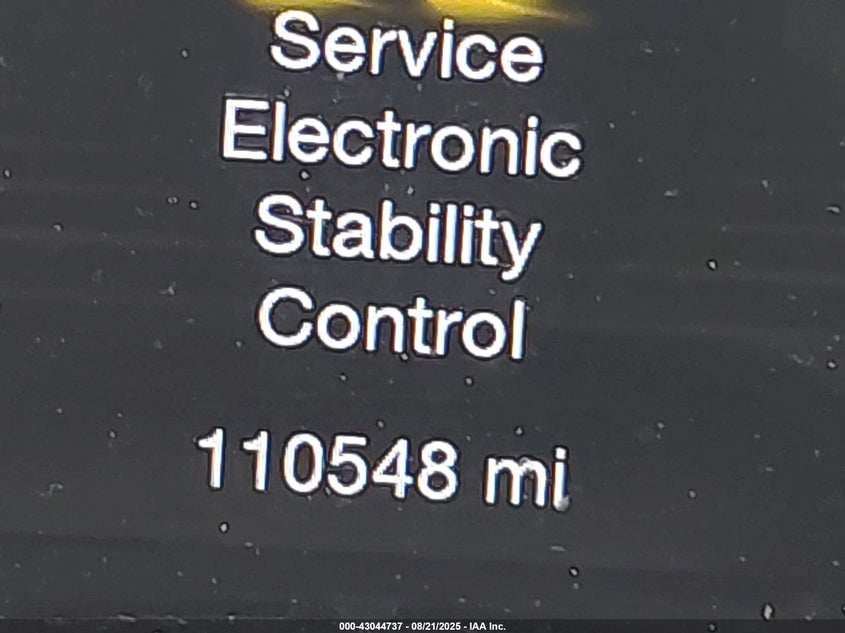 Service
Electronic
Stability
Control
110548 mi
000-43044737 - 08/21/2025 - IAA Inc.